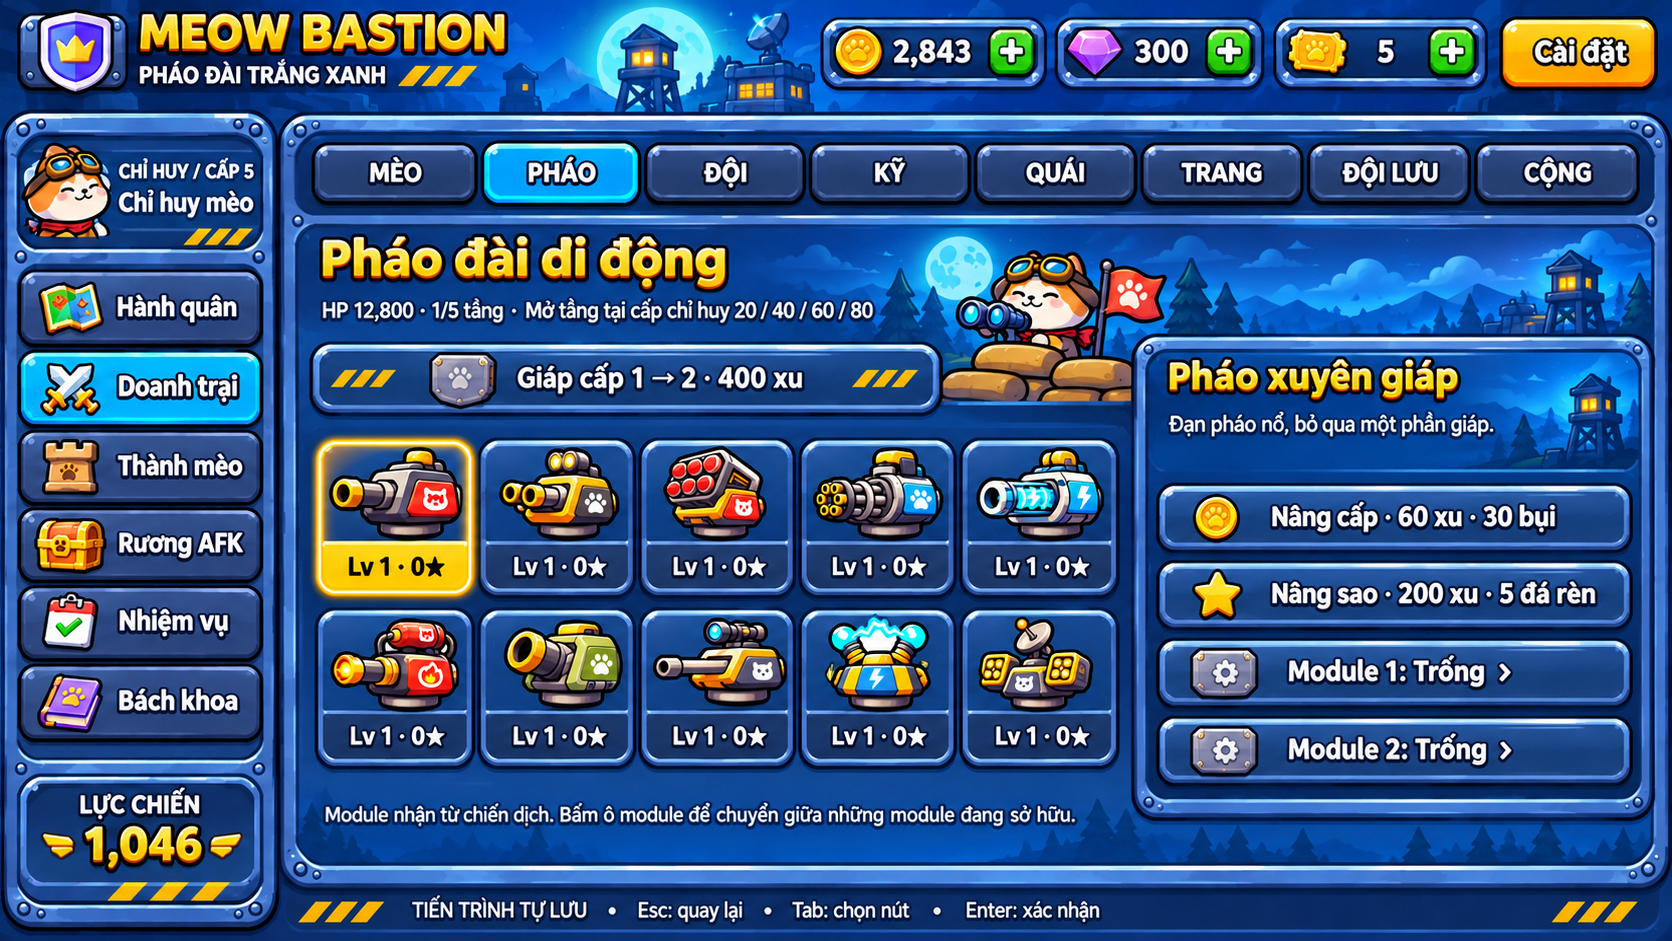 MEOW BASTION
PHÁO ĐÀI TRẮNG XANH
2,843
300
5
Cài đặt
CHỈ HUY / CẤP 5
Chỉ huy mèo
Hành quân
Doanh trại
Thành mèo
Rương AFK
Nhiệm vụ
Bách khoa
LỰC CHIẾN
1,046
MÈO
PHÁO
ĐỘI
KỸ
QUÁI
TRANG
ĐỘI LƯU
CỘNG
Pháo đài di động
HP 12,800 · 1/5 tầng · Mở tầng tại cấp chỉ huy 20 / 40 / 60 / 80
Giáp cấp 1 → 2 · 400 xu
Lv 1 · 0★
Lv 1 · 0★
Lv 1 · 0★
Lv 1 · 0★
Lv 1 · 0★
Lv 1 · 0★
Lv 1 · 0★
Lv 1 · 0★
Lv 1 · 0★
Lv 1 · 0★
Module nhận từ chiến dịch. Bấm ô module để chuyển giữa những module đang sở hữu.
Pháo xuyên giáp
Đạn pháo nổ, bỏ qua một phần giáp.
Nâng cấp · 60 xu · 30 bụi
Nâng sao · 200 xu · 5 đá rèn
Module 1: Trống >
Module 2: Trống >
TIẾN TRÌNH TỰ LƯU • Esc: quay lại • Tab: chọn nút • Enter: xác nhận